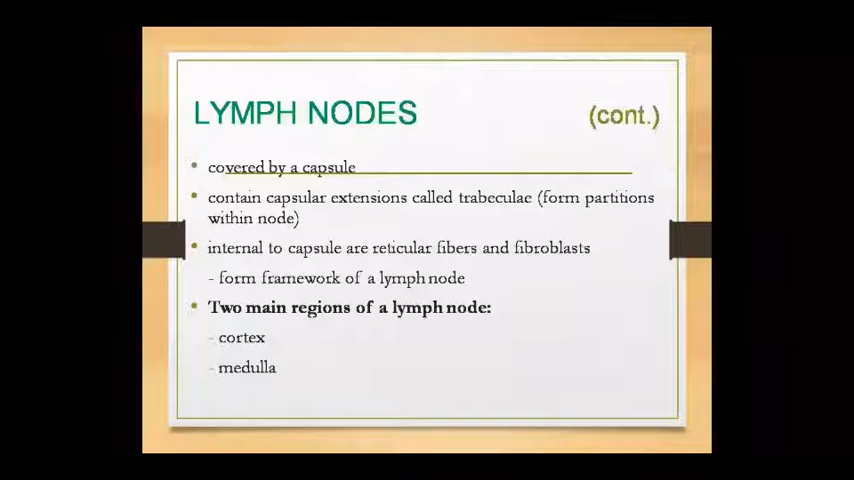 LYMPH NODES (cont.)
• covered by a capsule
• contain capsular extensions called trabeculae (form partitions
within node)
• internal to capsule are reticular fibers and fibroblasts
- form framework of a lymph node
• Two main regions of a lymph node:
- cortex
- medulla